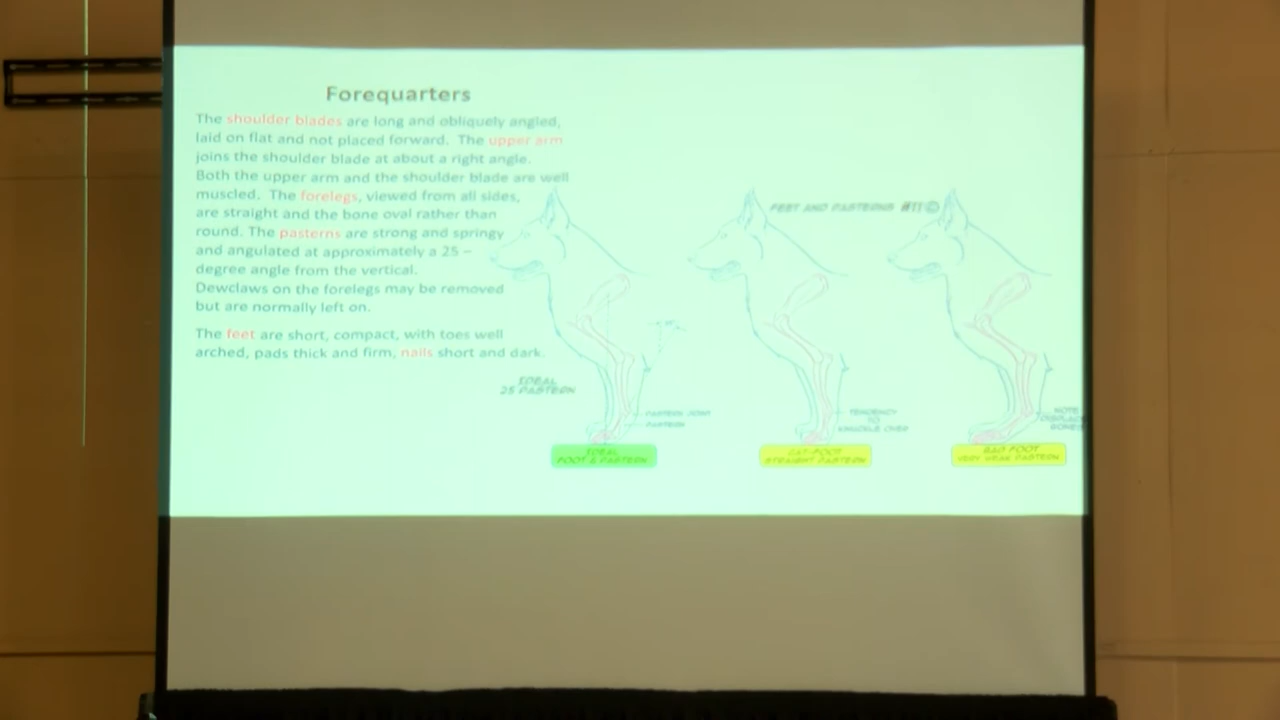 Forequarters
The shoulder blades are long and obliquely angled,
laid on flat and not placed forward. The upper arm
joins the shoulder blade at about a right angle.
Both the upper arm and the shoulder blade are well
muscled. The forelegs, viewed from all sides,
are straight and the bone oval rather than
round. The pasterns are strong and springy
and angulated at approximately a 25 –
degree angle from the vertical.
Dewclaws on the forelegs may be removed
but are normally left on.
The feet are short, compact, with toes well
arched, pads thick and firm, nails short and dark.
FEET AND PASTERNS #11 ©
IDEAL
25 PASTERN
PASTERN JOINT
PASTERN
IDEAL
FOOT & PASTERN
TENDENCY
TO
KNUCKLE OVER
CAT-FOOT
STRAIGHT PASTERN
NOTE
BONES
BAD FOOT
VERY WEAK PASTERN